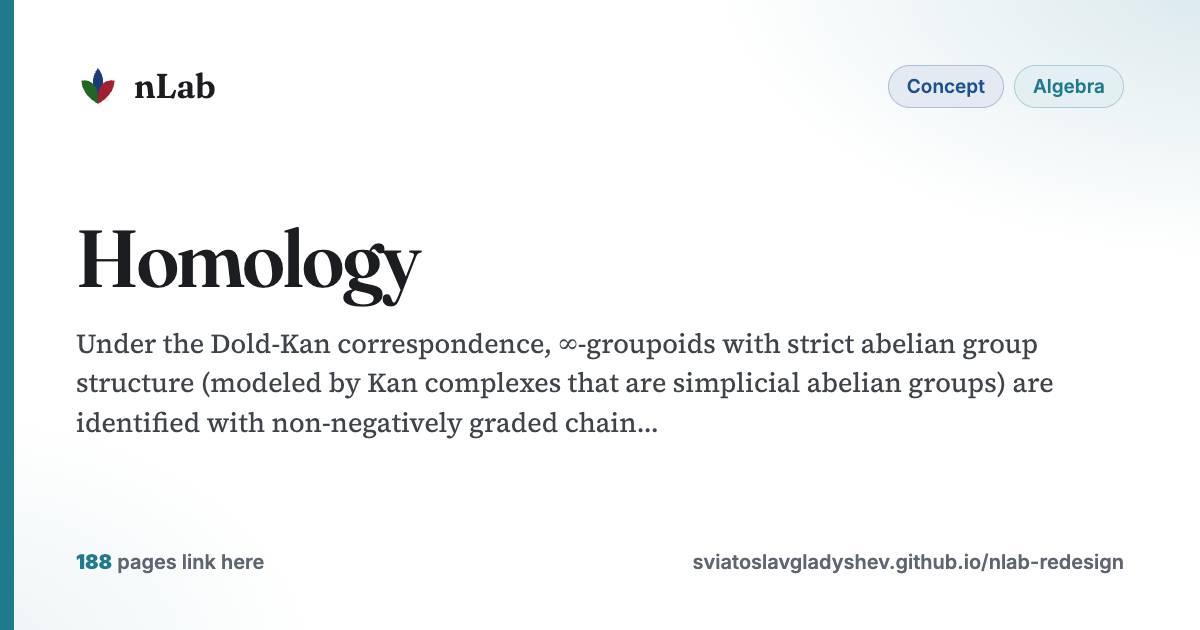 nLab
Concept
Algebra
Homology
Under the Dold-Kan correspondence, ∞-groupoids with strict abelian group
structure (modeled by Kan complexes that are simplicial abelian groups) are
identified with non-negatively graded chain...
188 pages link here
sviatoslavgladyshev.github.io/nlab-redesign